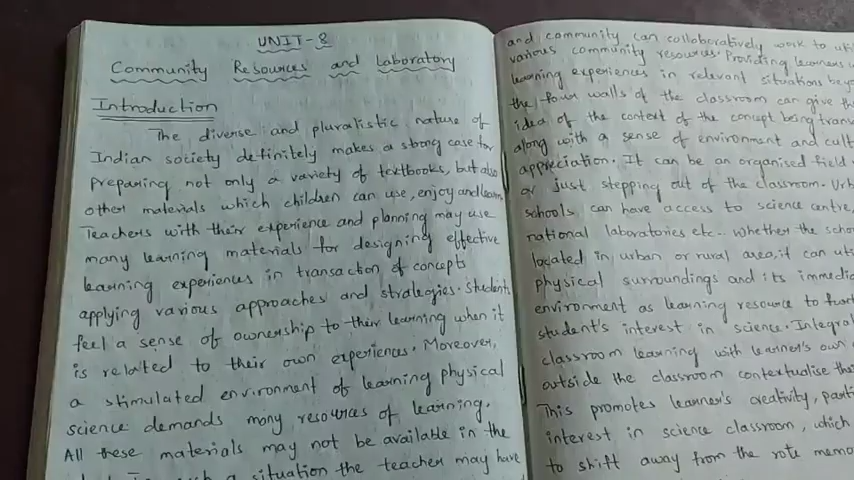 UNIT-8
Community Resources and Laboratory
Introduction
The diverse and pluralistic nature of
Indian society definitely makes a strong case for
preparing not only a variety of textbooks, but also
other materials which children can use, enjoy and learn
Teachers with their experience and planning may use
many learning materials for designing effective
learning experiences in transaction of concepts
applying various approaches and strategies. Students
feel a sense of ownership to their learning when it
is related to their own experiences. Moreover,
a stimulated environment of learning physical
science demands many resources of learning.
All these materials may not be available in the
a situation the teacher may have
and community can collaboratively work to
various community resources. Providing learners
learning experiences in relevant situations
the four walls of the classroom can give
idea of the context of the concept being
along with a sense of environment and
appreciation. It can be an organised field
or just stepping out of the classroom.
schools can have access to science centre,
national laboratories etc.. whether the
located in urban or rural area, it can
physical surroundings and its
environment as learning resource to
student's interest in science.
classroom learning with learner's own
outside the classroom contextualise
This promotes learner's creativity,
interest in science classroom, which
to shift away from the rote